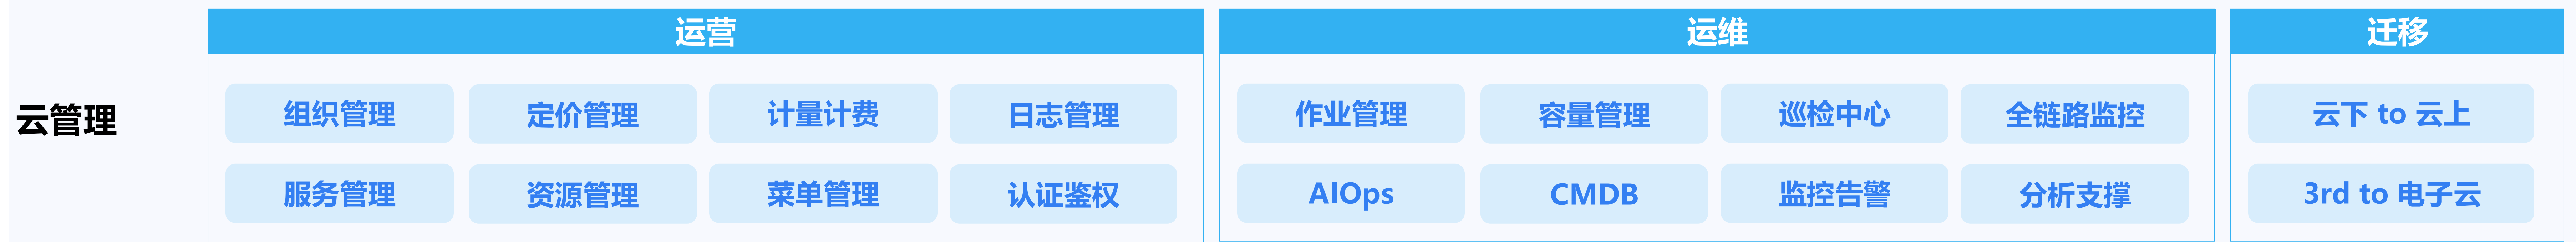 云管理
运营
组织管理 定价管理 计量计费 日志管理
服务管理 资源管理 菜单管理 认证鉴权
运维
作业管理 容量管理 巡检中心 全链路监控
AIOps CMDB 监控告警 分析支撑
迁移
云下 to 云上
3rd to 电子云